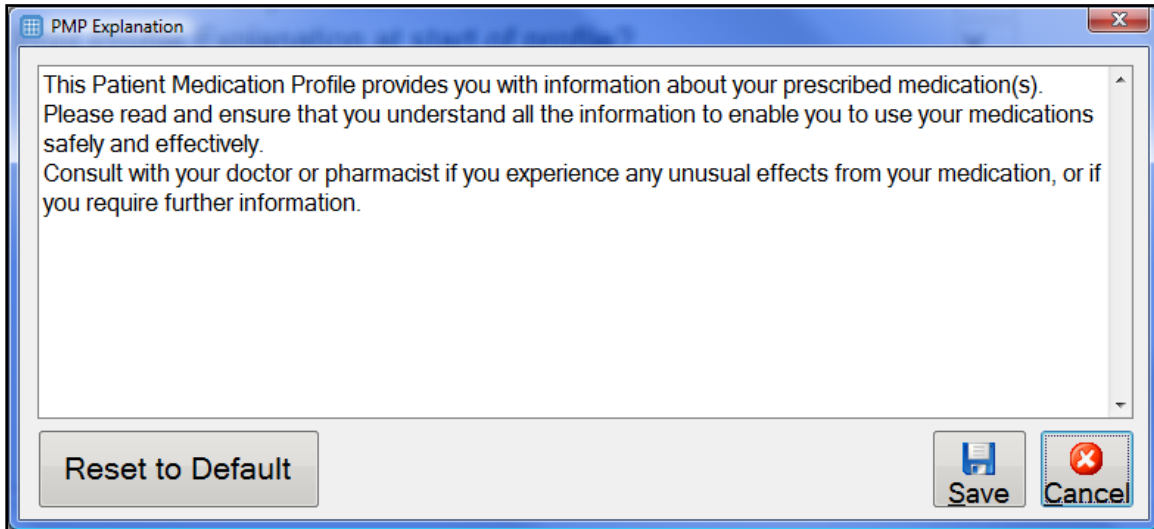 PMP Explanation
This Patient Medication Profile provides you with information about your prescribed medication(s).
Please read and ensure that you understand all the information to enable you to use your medications
safely and effectively.
Consult with your doctor or pharmacist if you experience any unusual effects from your medication, or if
you require further information.
Reset to Default
Save
Cancel